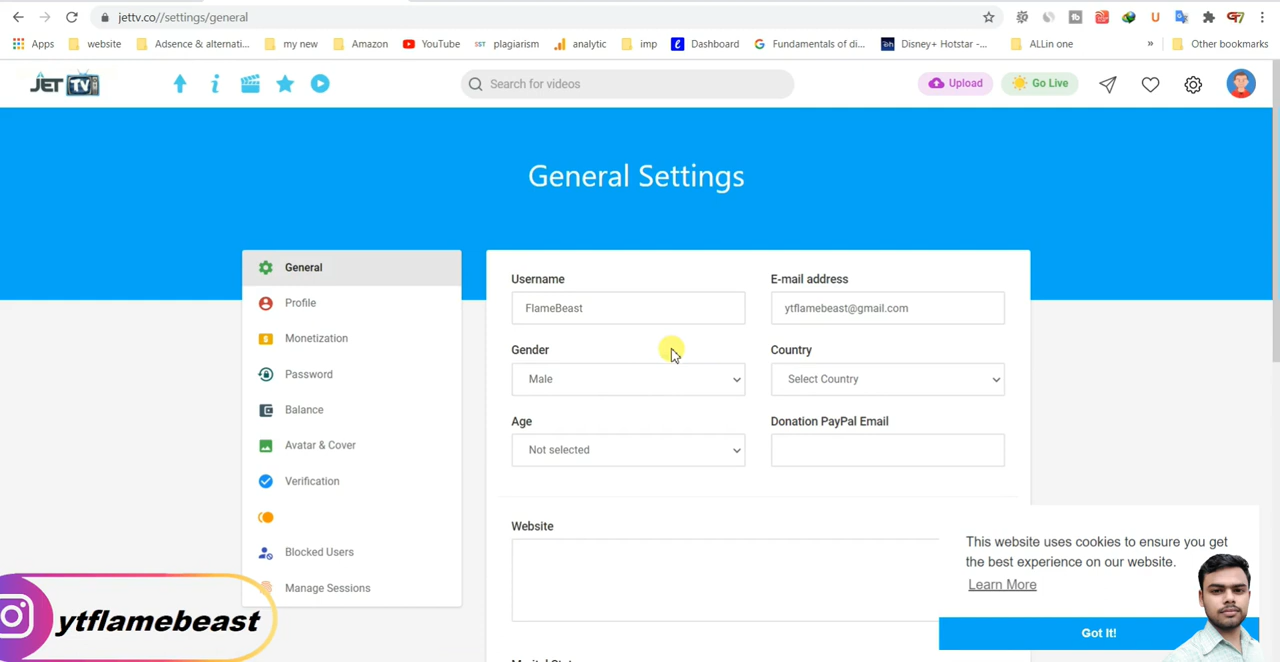 jettv.co//settings/general
Apps
website
Adsence & alternati...
my new
Amazon
YouTube
SST plagiarism
analytic
imp
Dashboard
Fundamentals of di...
Disney+ Hotstar -...
ALLin one
»
Other bookmarks
JET TV
Search for videos
Upload
Go Live
General Settings
General
Profile
Monetization
Password
Balance
Avatar & Cover
Verification
Blocked Users
Manage Sessions
Username
E-mail address
FlameBeast
ytflamebeast@gmail.com
Gender
Country
Male
Select Country
Age
Donation PayPal Email
Not selected
Website
This website uses cookies to ensure you get
the best experience on our website.
Learn More
Got It!
ytflamebeast